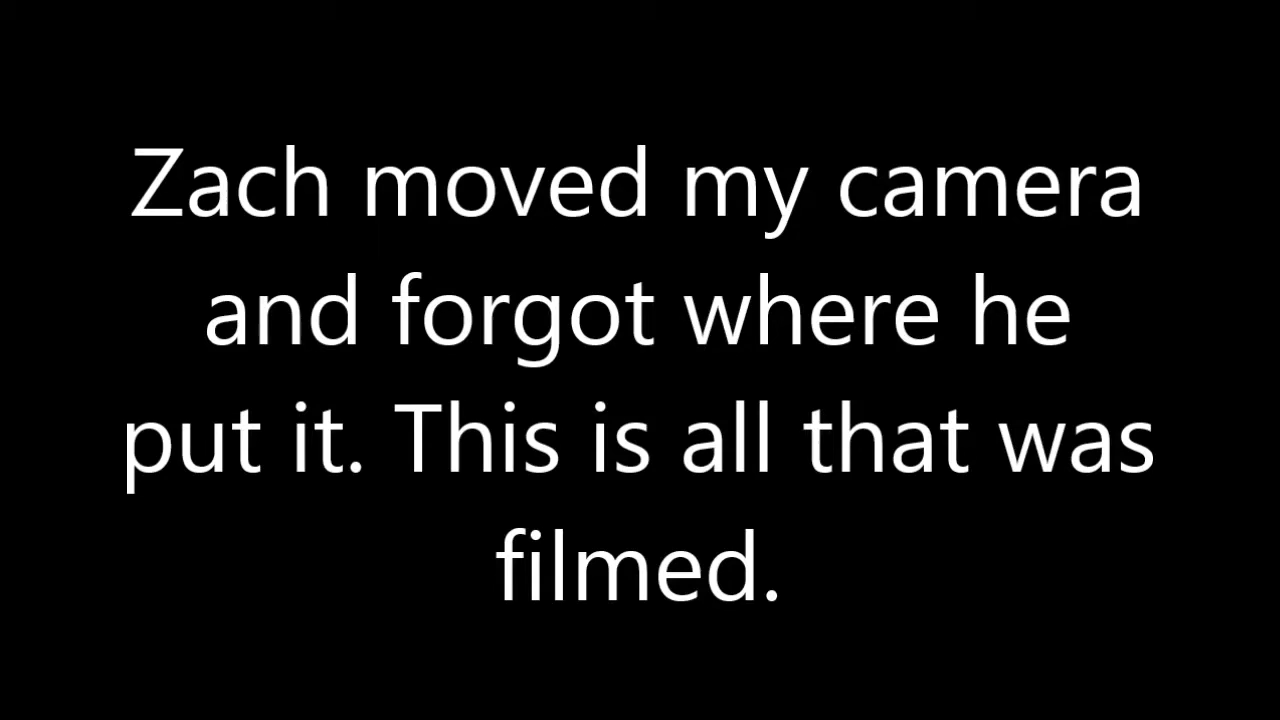 Zach moved my camera
and forgot where he
put it. This is all that was
filmed.